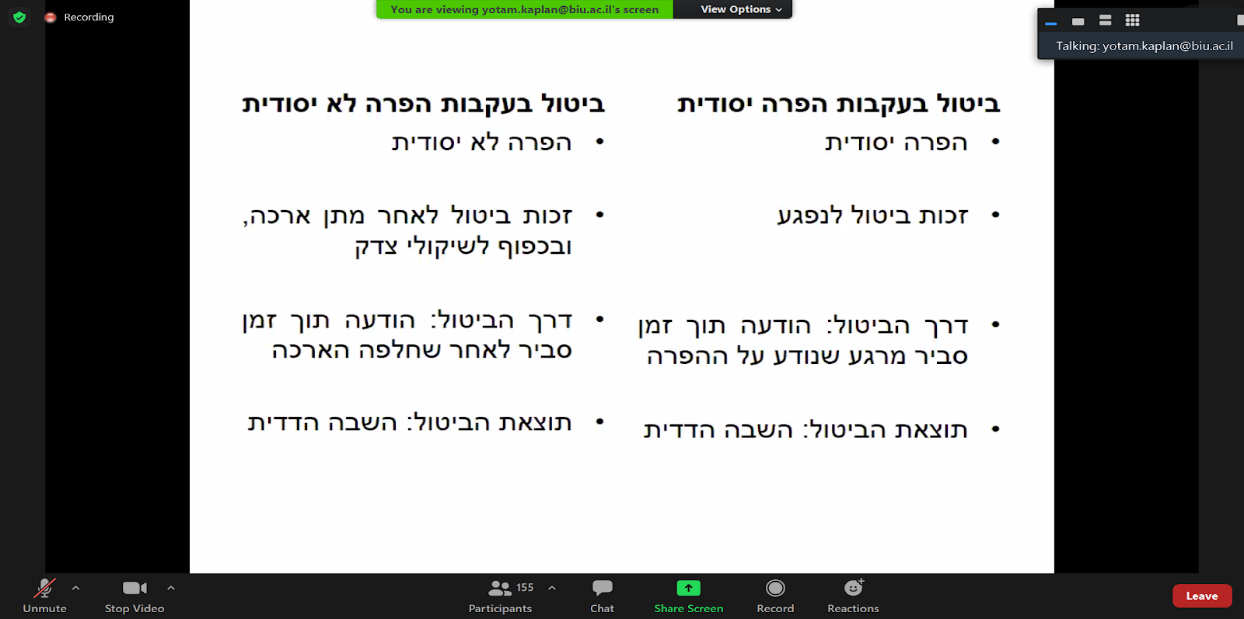 Recording
You are viewing yotam.kaplan@biu.ac.il's screen
View Options
Talking: yotam.kaplan@biu.ac.il
ביטול בעקבות הפרה יסודית
• הפרה יסודית
• זכות ביטול לנפגע
• דרך הביטול: הודעה תוך זמן
סביר מרגע שנודע על ההפרה
• תוצאת הביטול: השבה הדדית
ביטול בעקבות הפרה לא יסודית
• הפרה לא יסודית
• זכות ביטול לאחר מתן ארכה,
ובכפוף לשיקולי צדק
• דרך הביטול: הודעה תוך זמן
סביר לאחר שחלפה הארכה
• תוצאת הביטול: השבה הדדית
Unmute
Stop Video
155
Participants
Chat
Share Screen
Record
Reactions
Leave